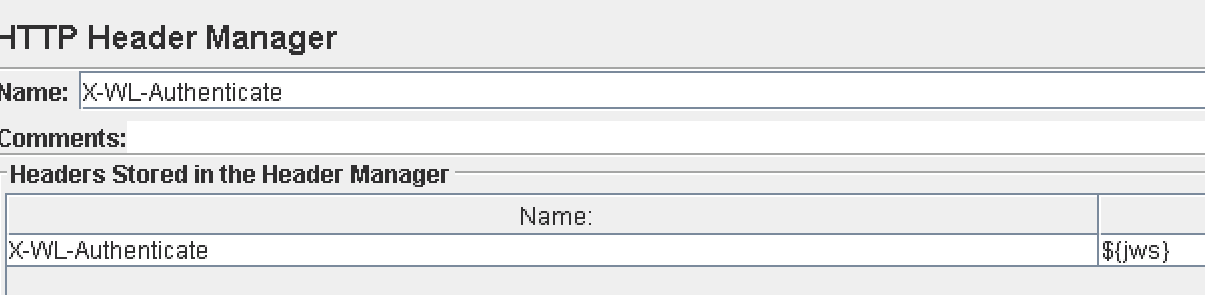 HTTP Header Manager
Name: X-WL-Authenticate
Comments:
Headers Stored in the Header Manager
Name:
X-WL-Authenticate ${jws}